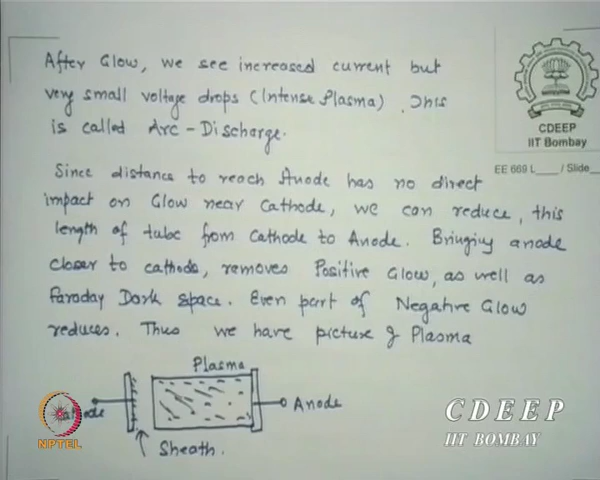 After Glow, we see increased current but
very small voltage drops (Intense Plasma). This
is called Arc-Discharge.
CDEEP
IIT Bombay
EE 669 L____ / Slide_
Since distance to reach Anode has no direct
impact on Glow near Cathode, we can reduce, this
length of tube from Cathode to Anode. Bringing anode
closer to cathode, removes Positive Glow, as well as
Faraday Dark space. Even part of Negative Glow
reduces. Thus we have picture of Plasma
Plasma
Cathode
Anode
Sheath.
NPTEL
CDEEP
IIT BOMBAY